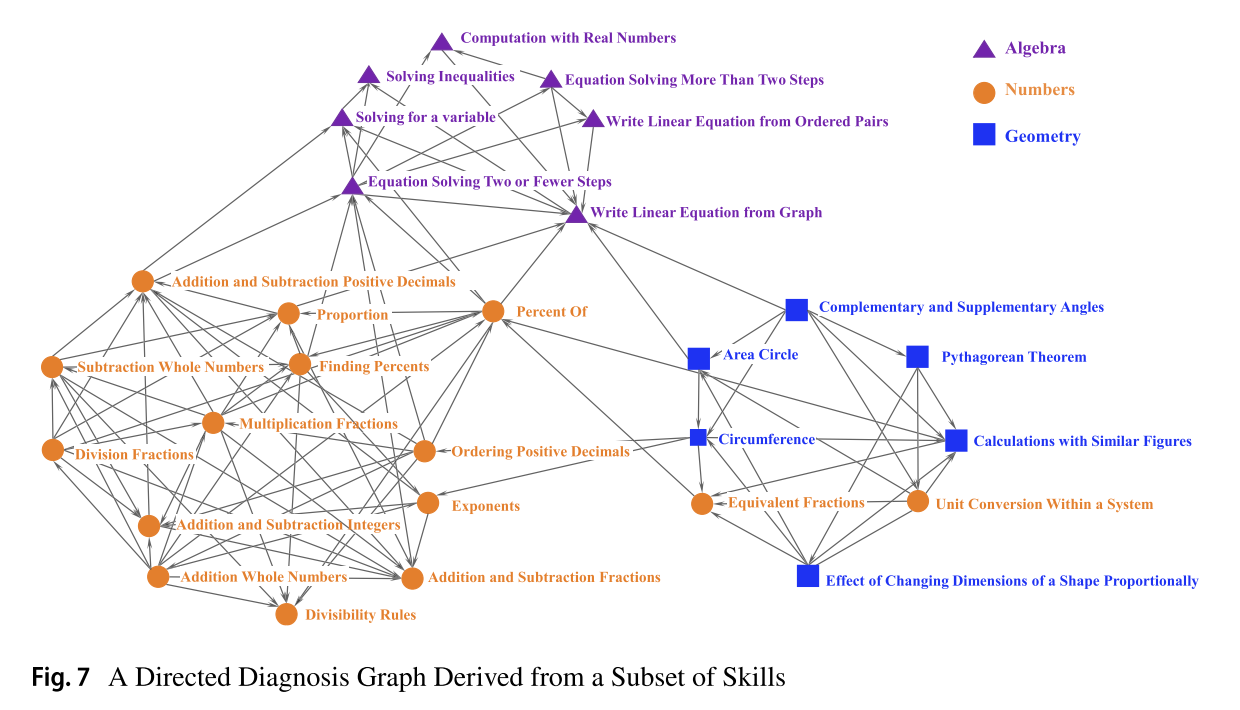 Computation with Real Numbers
Algebra
Solving Inequalities
Equation Solving More Than Two Steps
Numbers
Solving for a variable
Write Linear Equation from Ordered Pairs
Geometry
Equation Solving Two or Fewer Steps
Write Linear Equation from Graph
Addition and Subtraction Positive Decimals
Proportion
Percent Of
Complementary and Supplementary Angles
Area Circle
Pythagorean Theorem
Subtraction Whole Numbers
Finding Percents
Multiplication Fractions
Circumference
Calculations with Similar Figures
Division Fractions
Ordering Positive Decimals
Exponents
Equivalent Fractions
Unit Conversion Within a System
Addition and Subtraction Integers
Addition Whole Numbers
Addition and Subtraction Fractions
Effect of Changing Dimensions of a Shape Proportionally
Divisibility Rules
Fig. 7 A Directed Diagnosis Graph Derived from a Subset of Skills